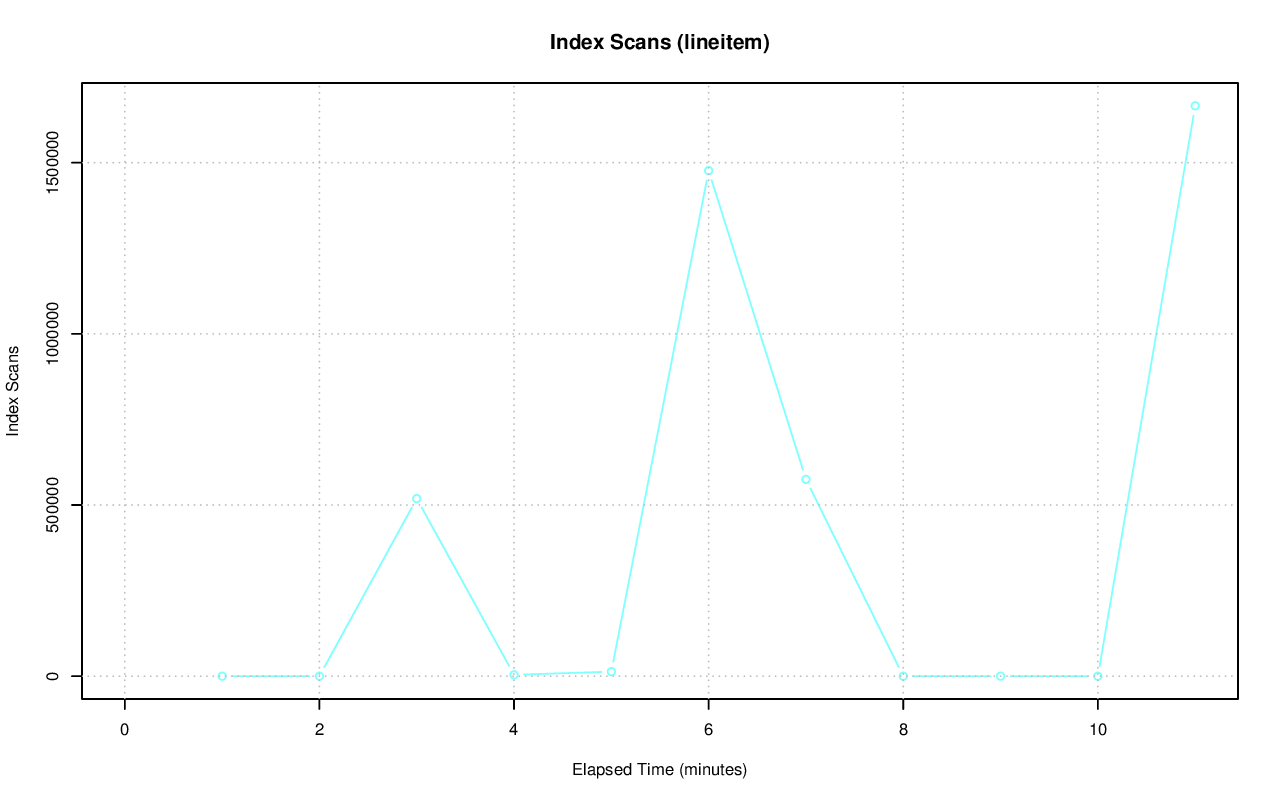 Index Scans (lineitem)
Index Scans
1500000
1000000
500000
0
0 2 4 6 8 10
Elapsed Time (minutes)